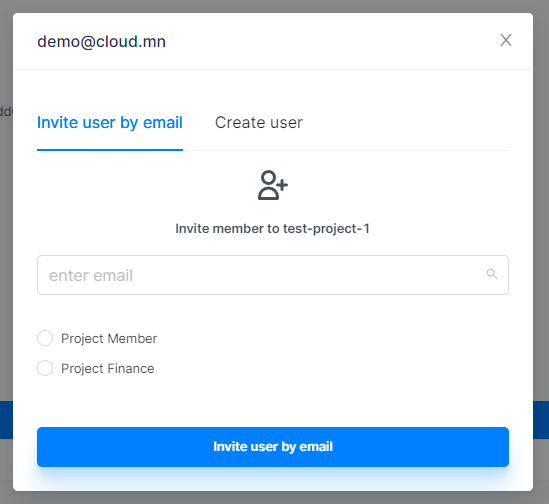 demo@cloud.mn
Invite user by email
Create user
Invite member to test-project-1
enter email
Project Member
Project Finance
Invite user by email